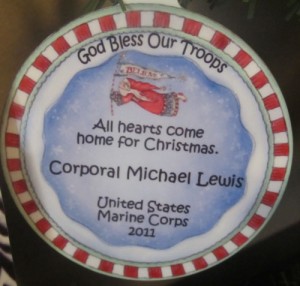 God Bless Our Troops
All hearts come
home for Christmas.
Corporal Michael Lewis
United States
Marine Corps
2011